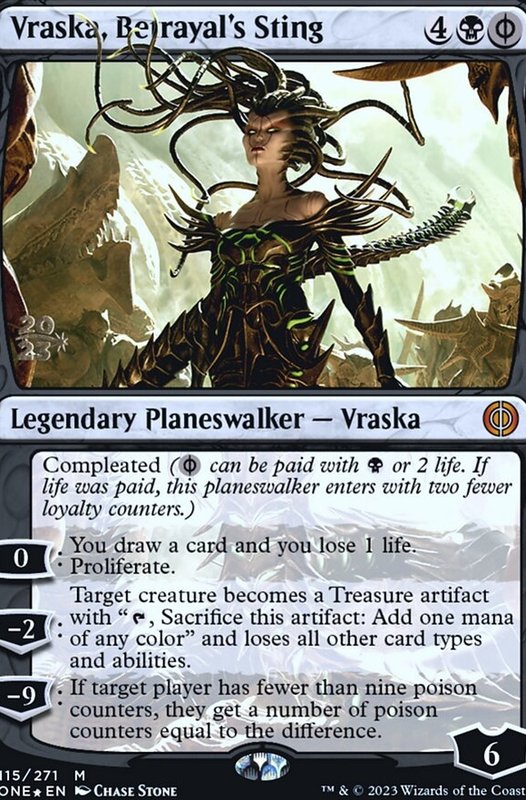 Vraska, Betrayal's Sting 4
20
23
Legendary Planeswalker — Vraska
Compleated ( can be paid with or 2 life. If
life was paid, this planeswalker enters with two fewer
loyalty counters.)
0 : You draw a card and you lose 1 life.
Proliferate.
Target creature becomes a Treasure artifact
−2 : with “ , Sacrifice this artifact: Add one mana
of any color” and loses all other card types
and abilities.
−9 : If target player has fewer than nine poison
counters, they get a number of poison
counters equal to the difference.
6
115/271 M
ONE★EN Chase Stone
™ & © 2023 Wizards of the Coast